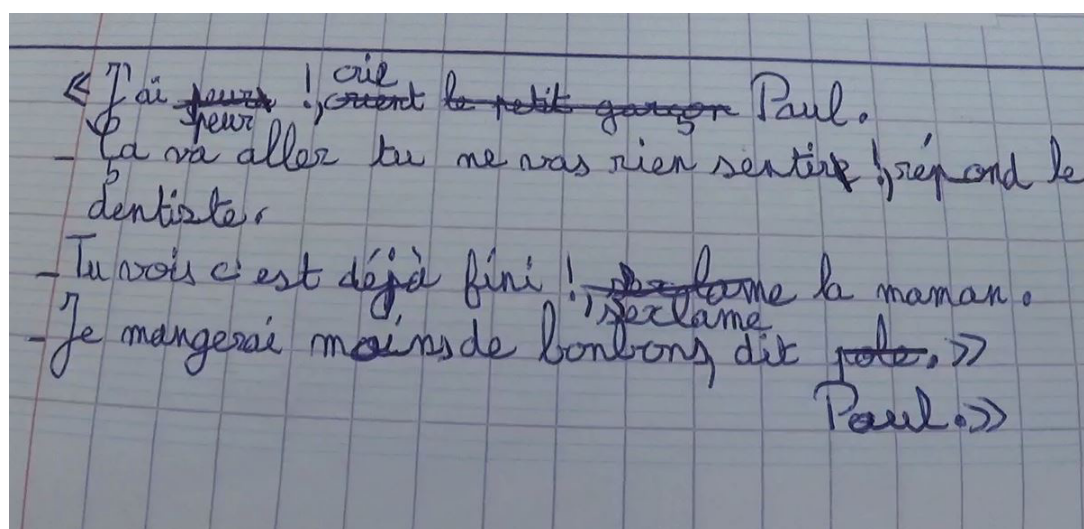 « J'ai peur !, crie Paul.
- Ça va aller tu ne vas rien sentir !, répond le
dentiste.
- Tu vois c'est déjà fini !, s'exclame la maman.
- Je mangerai moins de bonbons, dit
Paul. »